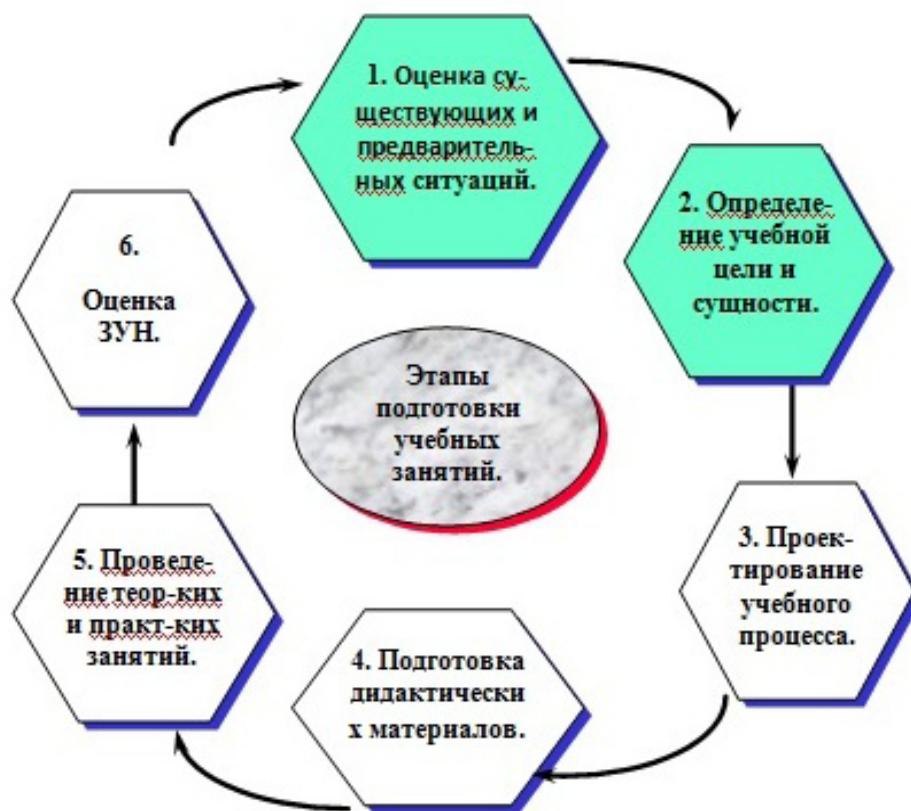 1. Оценка су-
ществующих и
предваритель-
ных ситуаций.
2. Определе-
ние учебной
цели и
сущности.
3. Проек-
тирование
учебного
процесса.
4. Подготовка
дидактически
х материалов.
5. Проведе-
ние теор-ких
и практ-ких
занятий.
6.
Оценка
ЗУН.
Этапы
подготовки
учебных
занятий.